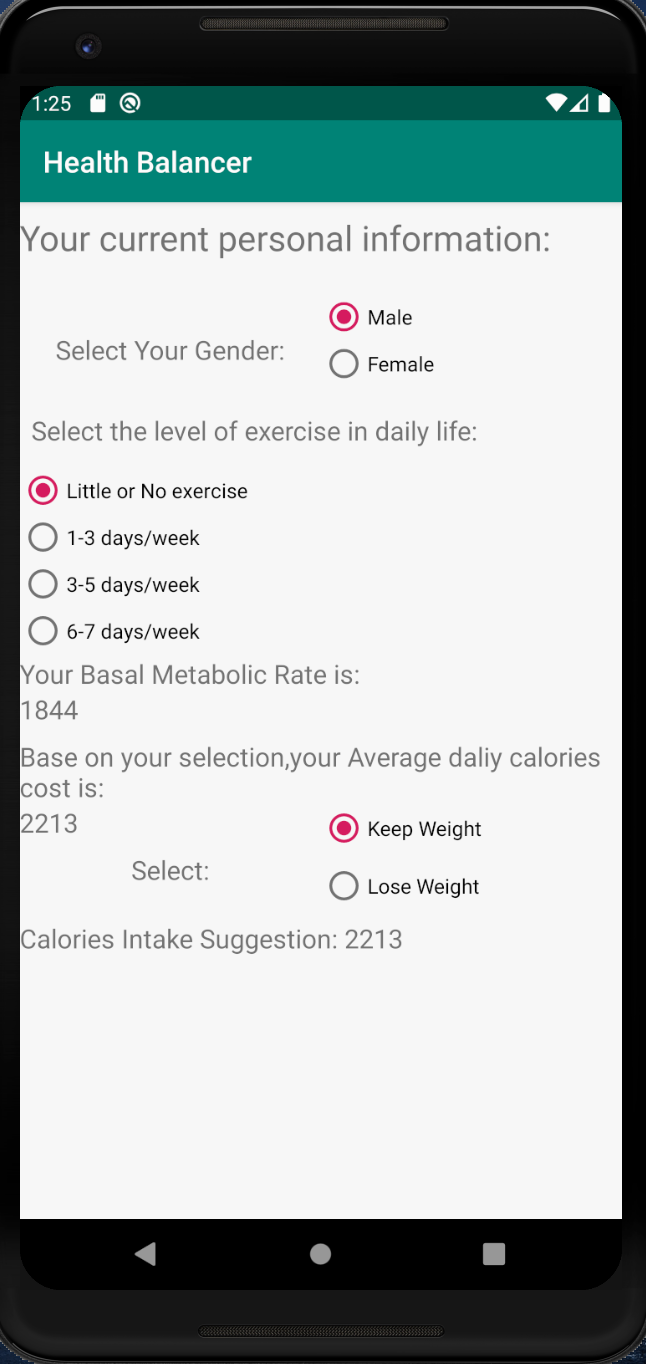 1:25
Health Balancer
Your current personal information:
Male
Select Your Gender:
Female
Select the level of exercise in daily life:
Little or No exercise
1-3 days/week
3-5 days/week
6-7 days/week
Your Basal Metabolic Rate is:
1844
Base on your selection,your Average daliy calories
cost is:
2213
Keep Weight
Select:
Lose Weight
Calories Intake Suggestion: 2213